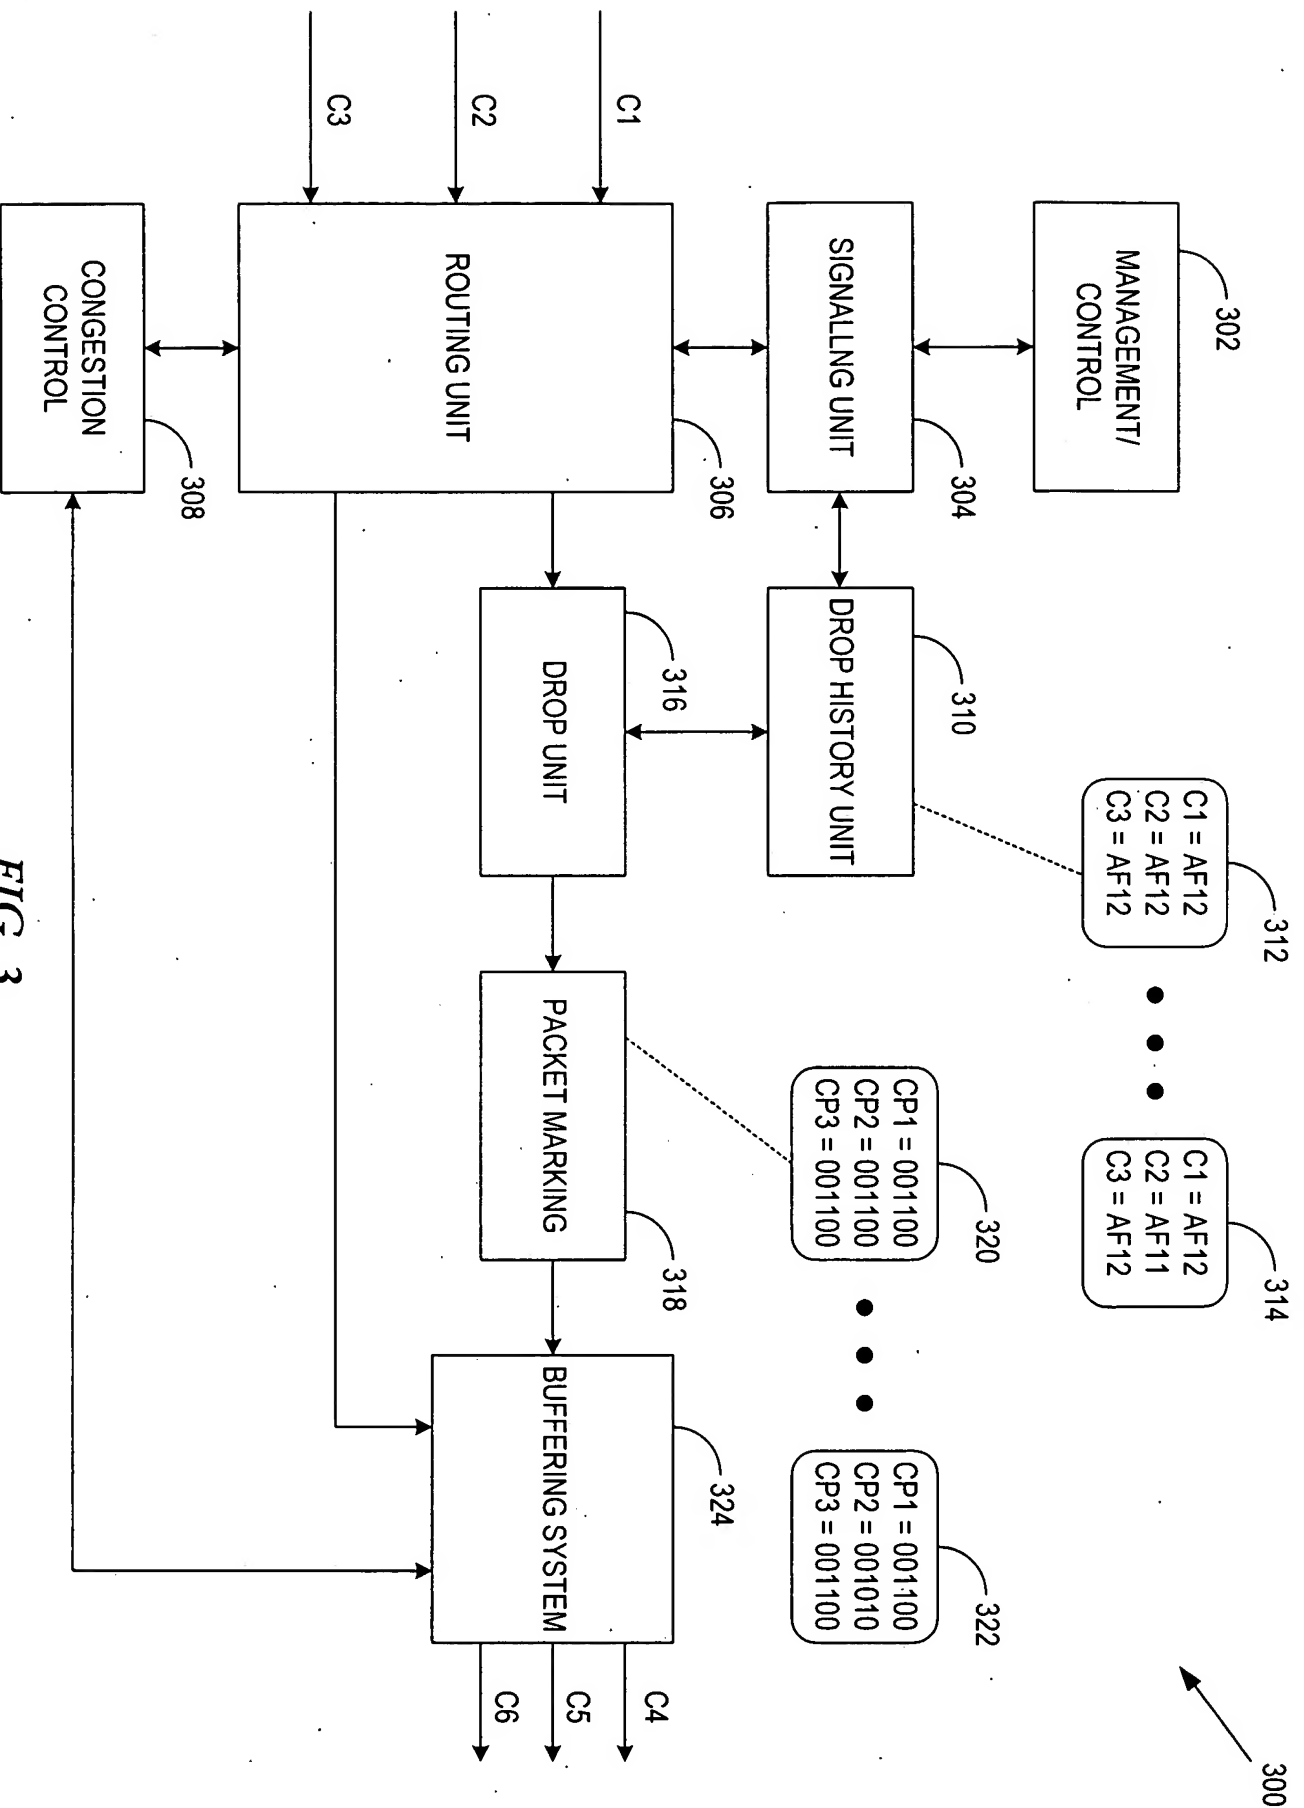 300
302
MANAGEMENT/
CONTROL
312
C1 = AF12
C2 = AF12
C3 = AF12
314
C1 = AF12
C2 = AF11
C3 = AF12
304
SIGNALLNG UNIT
310
DROP HISTORY UNIT
320
CP1 = 001100
CP2 = 001100
CP3 = 001100
322
CP1 = 001100
CP2 = 001010
CP3 = 001100
C1
C2
C3
306
ROUTING UNIT
316
DROP UNIT
318
PACKET MARKING
324
BUFFERING SYSTEM
C4
C5
C6
308
CONGESTION
CONTROL
FIG. 3